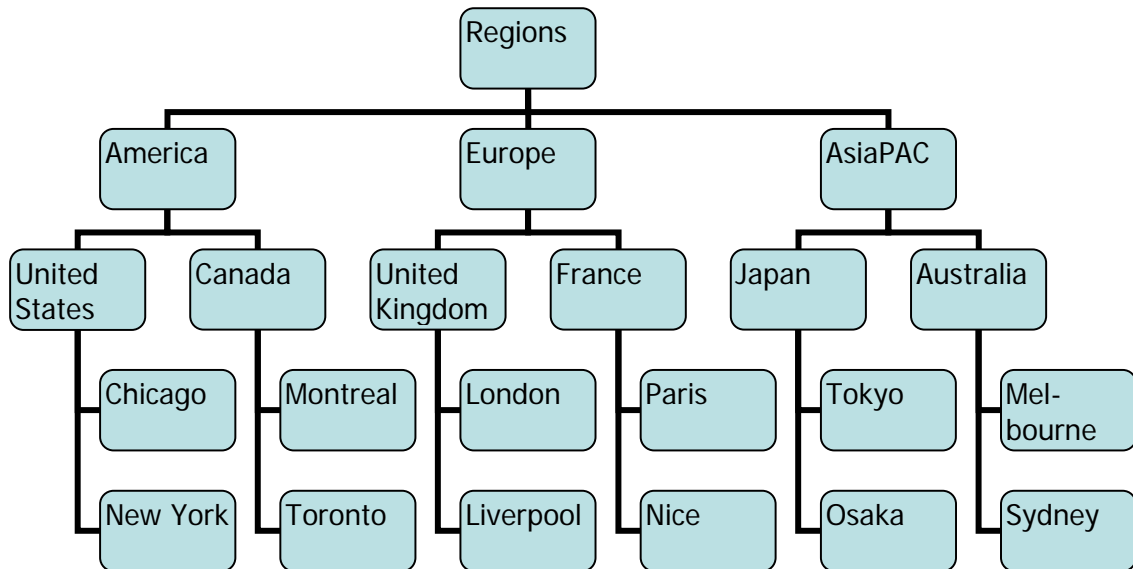 Regions
America
Europe
AsiaPAC
United
States
Canada
United
Kingdom
France
Japan
Australia
Chicago
Montreal
London
Paris
Tokyo
Mel-
bourne
New York
Toronto
Liverpool
Nice
Osaka
Sydney